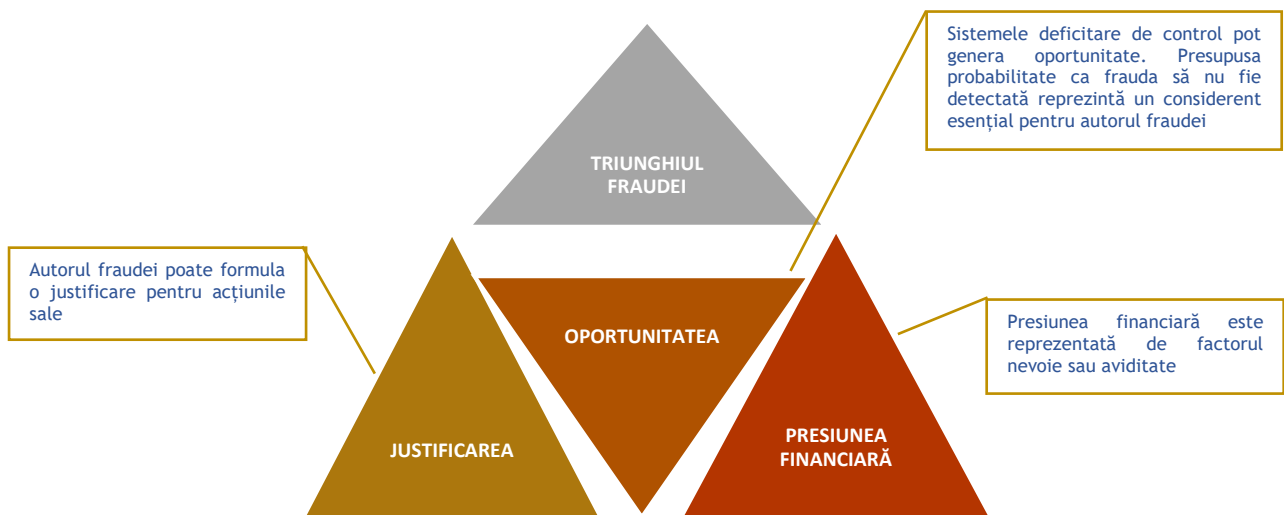 Sistemele deficitare de control pot
genera oportunitate. Presupusa
probabilitate ca frauda să nu fie
detectată reprezintă un considerent
esențial pentru autorul fraudei
TRIUNGHIUL
FRAUDEI
Autorul fraudei poate formula
o justificare pentru acțiunile
sale
OPORTUNITATEA
Presiunea financiară este
reprezentată de factorul
nevoie sau aviditate
JUSTIFICAREA
PRESIUNEA
FINANCIARĂ